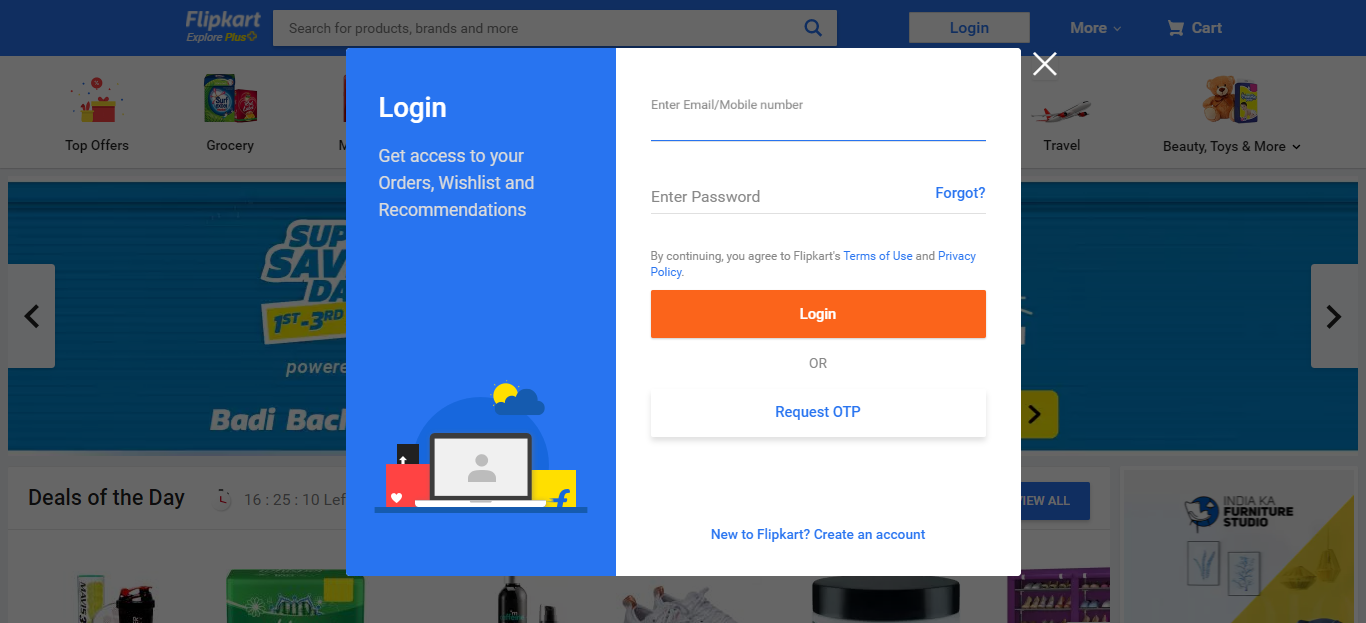 Flipkart
Explore Plus
Search for products, brands and more
Login
More
Cart
Top Offers
Grocery
M
Travel
Beauty, Toys & More
Login
Get access to your
Orders, Wishlist and
Recommendations
Enter Email/Mobile number
Enter Password
Forgot?
By continuing, you agree to Flipkart's Terms of Use and Privacy
Policy.
Login
OR
Request OTP
New to Flipkart? Create an account
SUP
SAV
DA
1ST-3RD
powere
Badi Bac
Deals of the Day
16 : 25 : 10 Lef
VIEW ALL
INDIA KA
FURNITURE
STUDIO